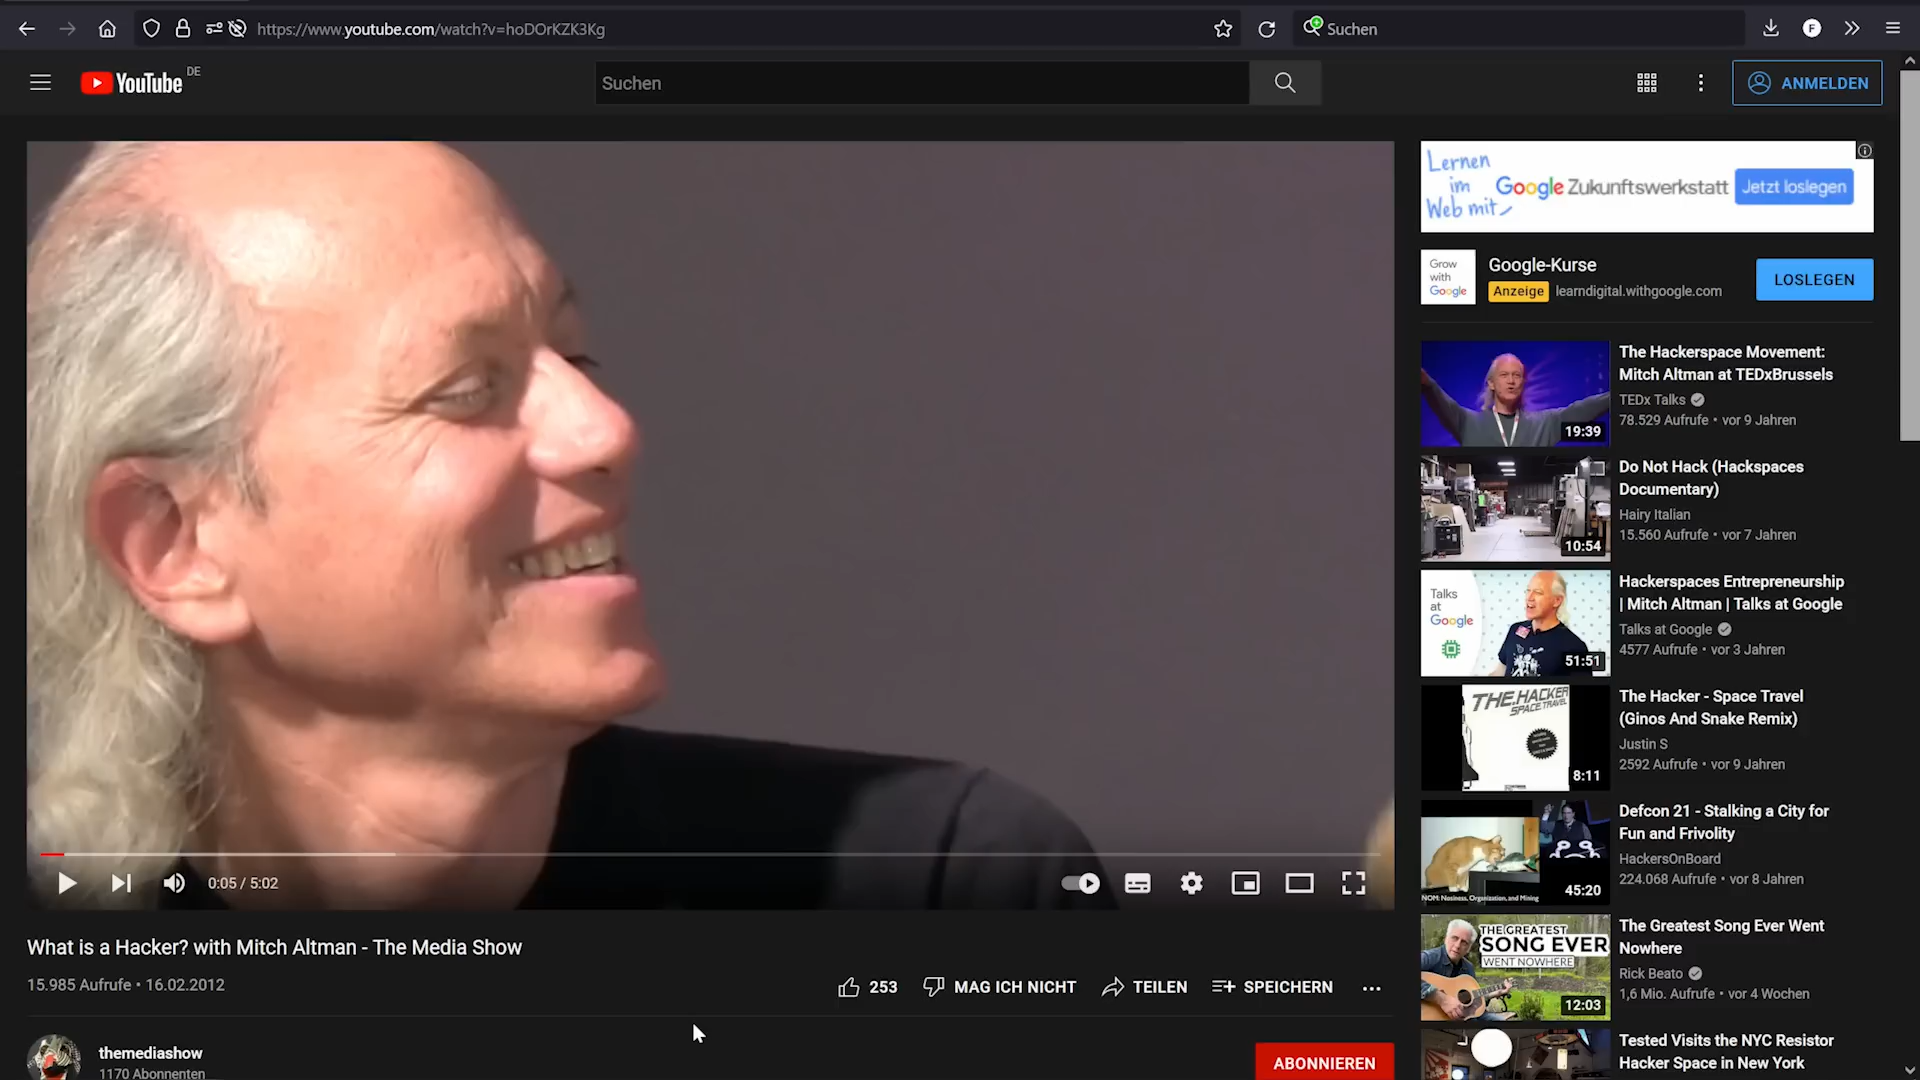 https://www.youtube.com/watch?v=hoDOrKZK3Kg
Suchen
YouTube DE
Suchen
ANMELDEN
Lernen
im
Web mit
Google Zukunftswerkstatt
Jetzt loslegen
Grow
with
Google
Google-Kurse
Anzeige learndigital.withgoogle.com
LOSLEGEN
The Hackerspace Movement:
Mitch Altman at TEDxBrussels
TEDx Talks
78.529 Aufrufe • vor 9 Jahren
19:39
Do Not Hack (Hackspaces
Documentary)
Hairy Italian
15.560 Aufrufe • vor 7 Jahren
10:54
Talks
at
Google
Hackerspaces Entrepreneurship
| Mitch Altman | Talks at Google
Talks at Google
4577 Aufrufe • vor 3 Jahren
51:51
THE.HACKER
SPACE.TRAVEL
The Hacker - Space Travel
(Ginos And Snake Remix)
Justin S
2592 Aufrufe • vor 9 Jahren
8:11
Defcon 21 - Stalking a City for
Fun and Frivolity
HackersOnBoard
224.068 Aufrufe • vor 8 Jahren
45:20
NOM: Nosiness, Organization, and Mining
THE GREATEST
SONG EVER
WENT NOWHERE
The Greatest Song Ever Went
Nowhere
Rick Beato
1,6 Mio. Aufrufe • vor 4 Wochen
12:03
Tested Visits the NYC Resistor
Hacker Space in New York
0:05 / 5:02
What is a Hacker? with Mitch Altman - The Media Show
15.985 Aufrufe • 16.02.2012
253
MAG ICH NICHT
TEILEN
SPEICHERN
themediashow
1170 Abonnenten
ABONNIEREN